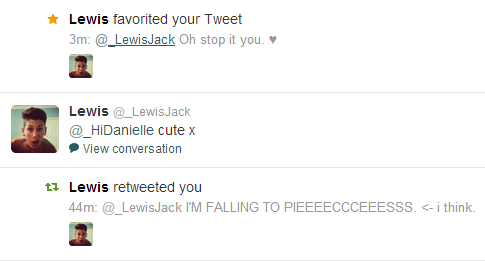 Lewis favorited your Tweet
3m: @_LewisJack Oh stop it you. ♥
Lewis @_LewisJack
@_HiDanielle cute x
View conversation
Lewis retweeted you
44m: @_LewisJack I'M FALLING TO PIEEEECCCEEESSS. <- i think.